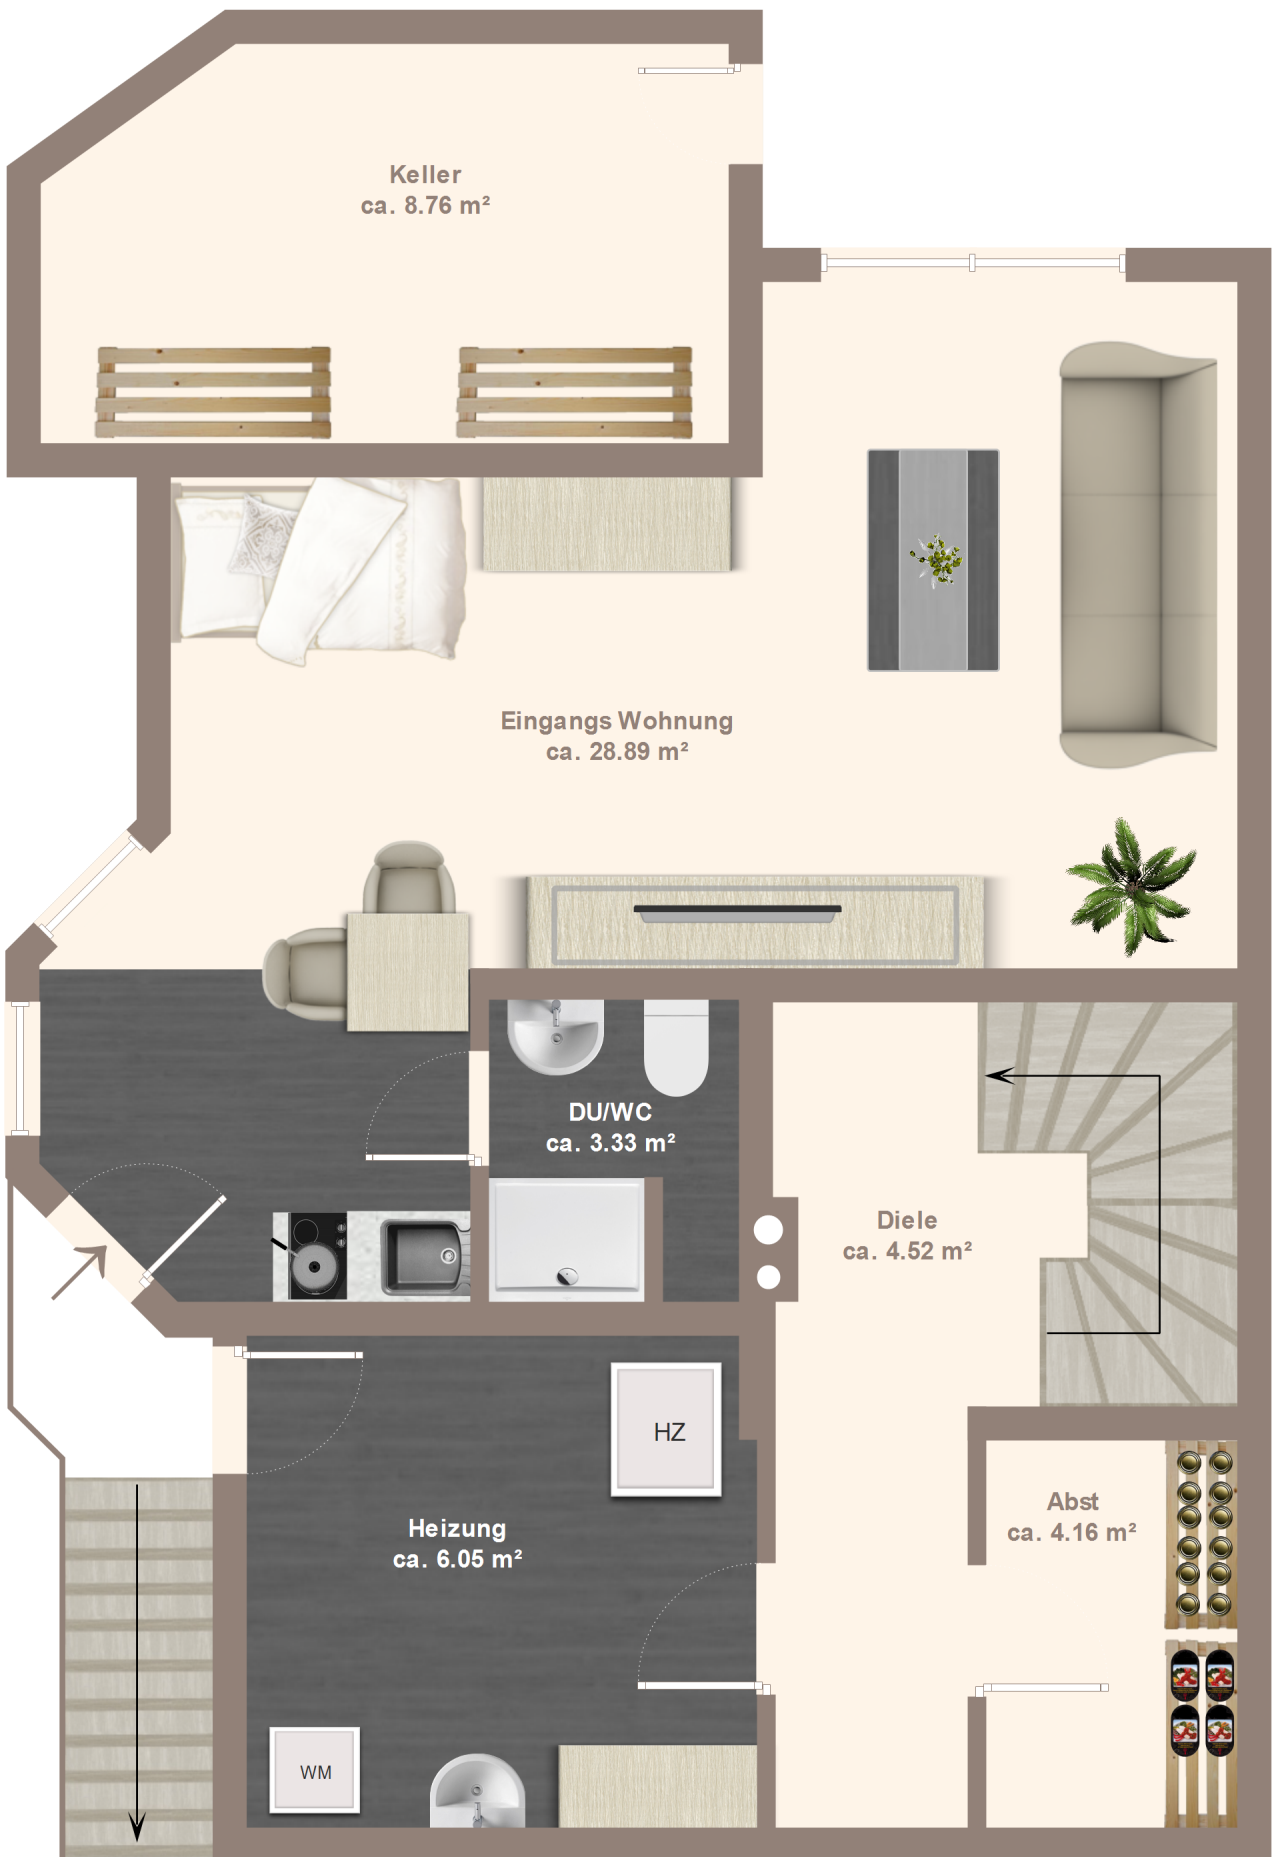 Keller
ca. 8.76 m²
Eingangs Wohnung
ca. 28.89 m²
DU/WC
ca. 3.33 m²
Diele
ca. 4.52 m²
HZ
Abst
ca. 4.16 m²
Heizung
ca. 6.05 m²
WM